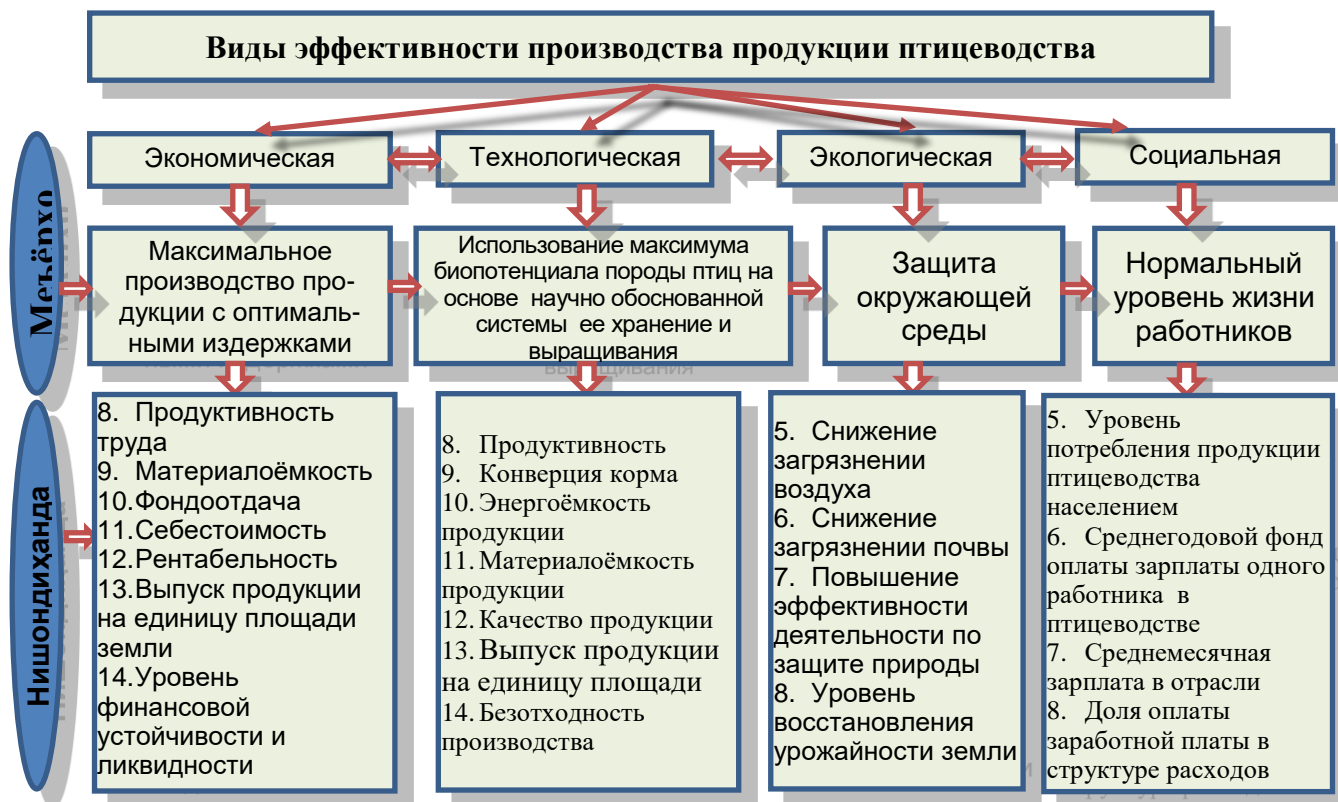 Виды эффективности производства продукции птицеводства
Экономическая
Технологическая
Экологическая
Социальная
Меъёрхо
Максимальное
производство про-
дукции с оптималь-
ными издержками
Использование максимума
биопотенциала породы птиц на
основе научно обоснованной
системы ее хранение и
выращивания
Защита
окружающей
среды
Нормальный
уровень жизни
работников
Нишондиҳанда
8. Продуктивность
труда
9. Материалоёмкость
10.Фондоотдача
11.Себестоимость
12.Рентабельность
13.Выпуск продукции
на единицу площади
земли
14.Уровень
финансовой
устойчивости и
ликвидности
8. Продуктивность
9. Конверция корма
10. Энергоёмкость
продукции
11. Материалоёмкость
продукции
12. Качество продукции
13. Выпуск продукции
на единицу площади
14. Безотходность
производства
5. Снижение
загрязнении
воздуха
6. Снижение
загрязнении почвы
7. Повышение
эффективности
деятельности по
защите природы
8. Уровень
восстановления
урожайности земли
5. Уровень
потребления продукции
птицеводства
населением
6. Среднегодовой фонд
оплаты зарплаты одного
работника в
птицеводстве
7. Среднемесячная
зарплата в отрасли
8. Доля оплаты
заработной платы в
структуре расходов